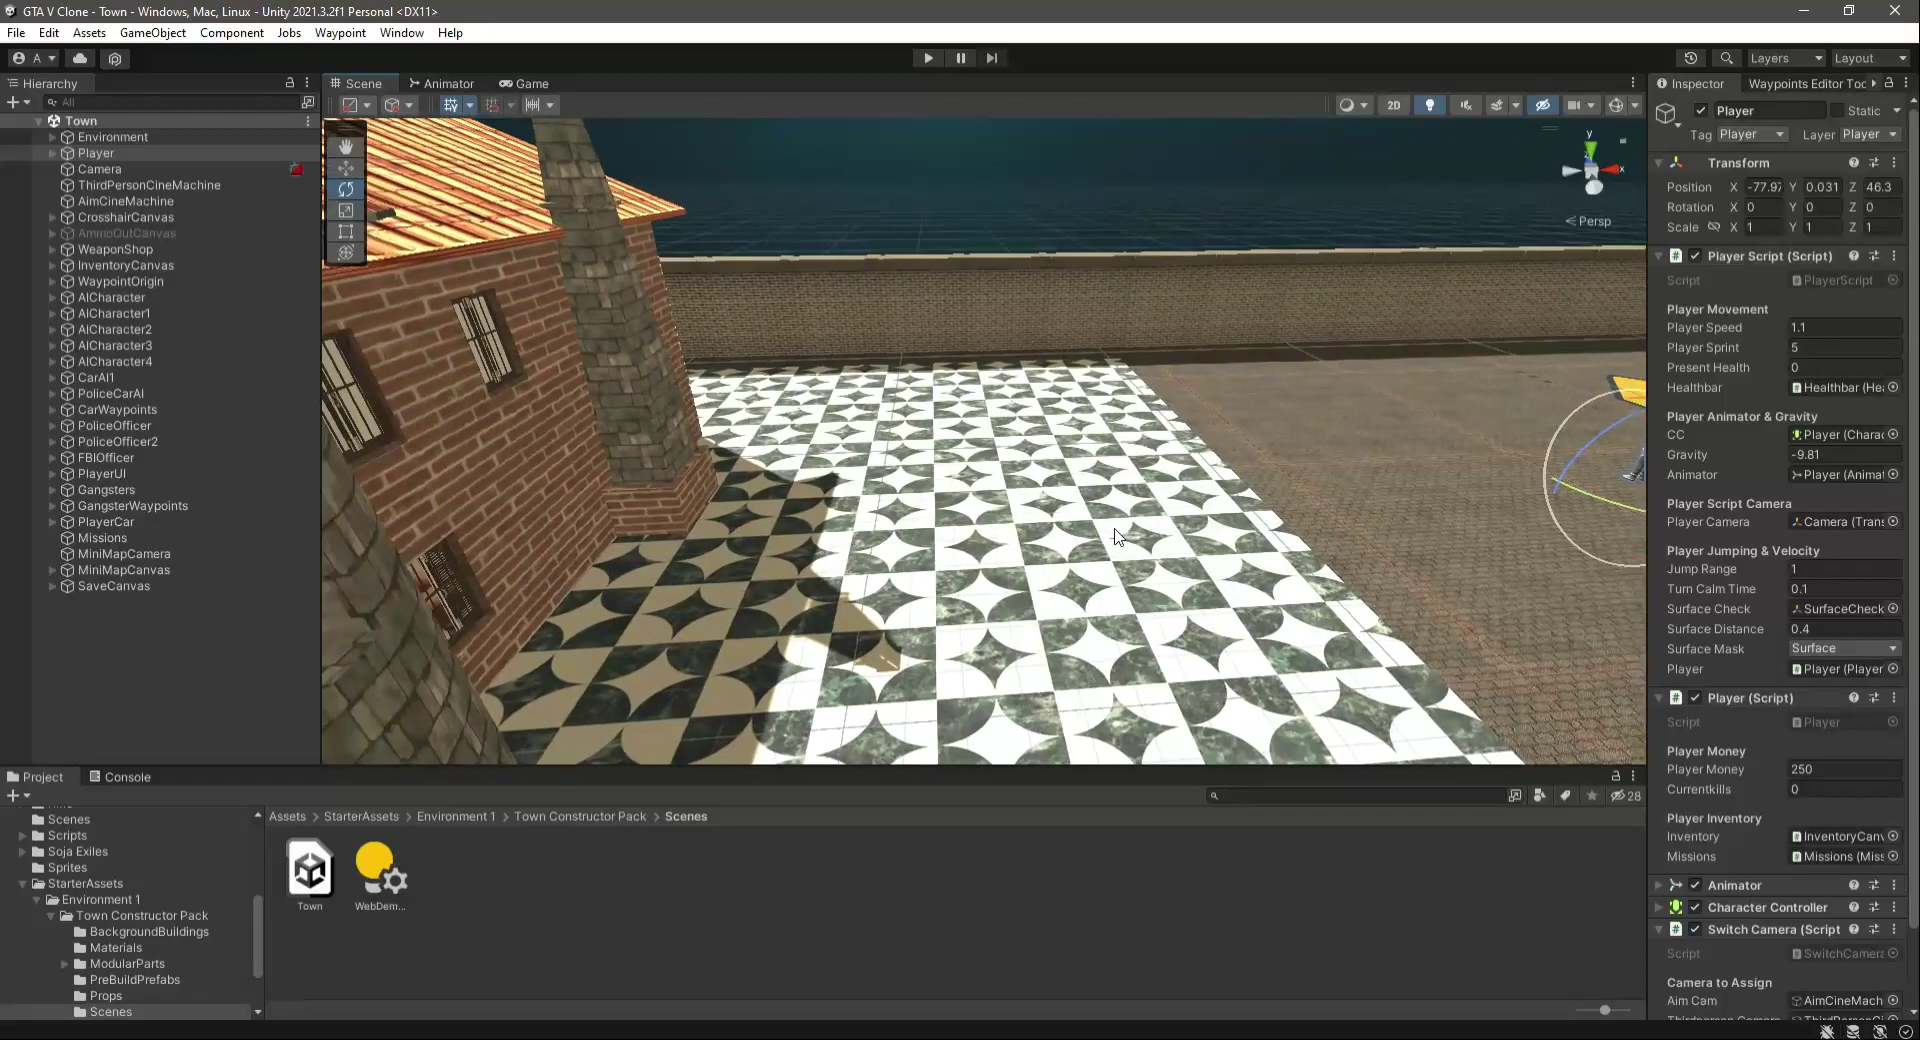 GTA V Clone - Town - Windows, Mac, Linux - Unity 2021.3.2f1 Personal <DX11>
File Edit Assets GameObject Component Jobs Waypoint Window Help
A Layers Layout
Hierarchy
All
Town
Environment
Player
Camera
ThirdPersonCineMachine
AimCineMachine
CrosshairCanvas
AmmoOutCanvas
WeaponShop
InventoryCanvas
WaypointOrigin
AICharacter
AICharacter1
AICharacter2
AICharacter3
AICharacter4
CarAI1
PoliceCarAI
CarWaypoints
PoliceOfficer
PoliceOfficer2
FBIOfficer
PlayerUI
Gangsters
GangsterWaypoints
PlayerCar
Missions
MiniMapCamera
MiniMapCanvas
SaveCanvas
Scene Animator Game
2D
y
x
< Persp
Inspector Waypoints Editor Too
Player Static
Tag Player Layer Player
Transform
Position X -77.97 Y 0.031 Z 46.3
Rotation X 0 Y 0 Z 0
Scale X 1 Y 1 Z 1
# Player Script (Script)
Script PlayerScript
Player Movement
Player Speed 1.1
Player Sprint 5
Present Health 0
Healthbar Healthbar (Hea
Player Animator & Gravity
CC Player (Charac
Gravity -9.81
Animator Player (Animat
Player Script Camera
Player Camera Camera (Trans
Player Jumping & Velocity
Jump Range 1
Turn Calm Time 0.1
Surface Check SurfaceCheck
Surface Distance 0.4
Surface Mask Surface
Player Player (Player
# Player (Script)
Script Player
Player Money
Player Money 250
Currentkills 0
Player Inventory
Inventory InventoryCanv
Missions Missions (Miss
Animator
Character Controller
# Switch Camera (Script
Script SwitchCamera
Camera to Assign
Aim Cam AimCineMach
Project Console
28
Scenes
Scripts
Soja Exiles
Sprites
StarterAssets
Environment 1
Town Constructor Pack
BackgroundBuildings
Materials
ModularParts
PreBuildPrefabs
Props
Scenes
Assets > StarterAssets > Environment 1 > Town Constructor Pack > Scenes
Town WebDem...